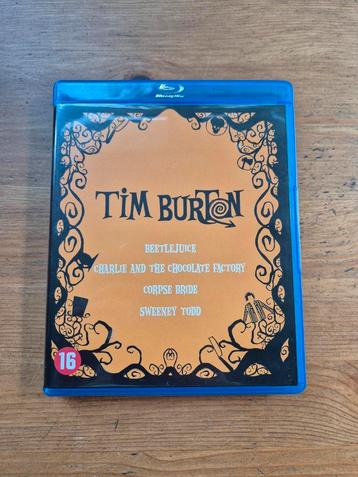 Blu-ray Disc
TIM BURTON
BEETLEJUICE
CHARLIE AND THE CHOCOLATE FACTORY
CORPSE BRIDE
SWEENEY TODD
16